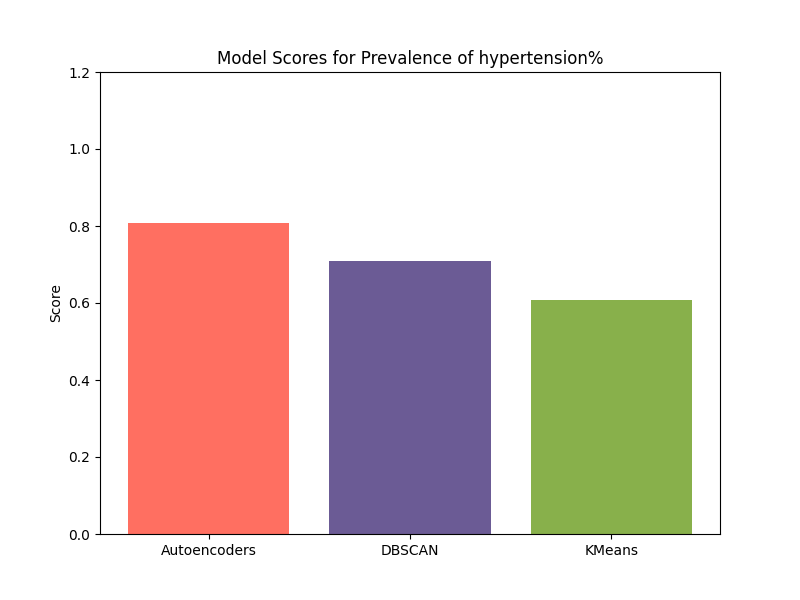 Model Scores for Prevalence of hypertension%
1.2
1.0
0.8
0.6
0.4
0.2
0.0
Score
Autoencoders
DBSCAN
KMeans